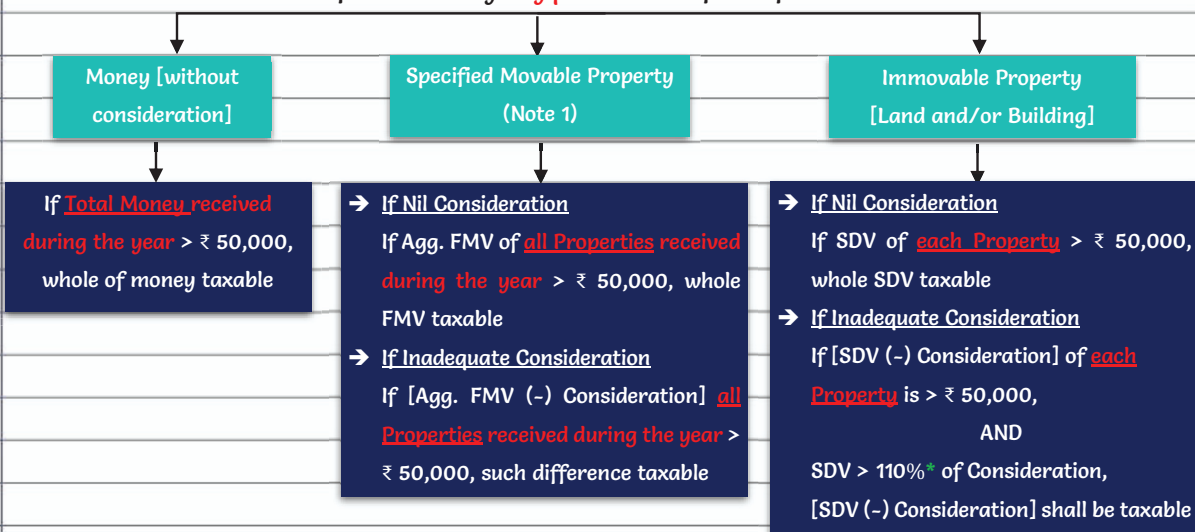 Money [without
consideration]
Specified Movable Property
(Note 1)
Immovable Property
[Land and/or Building]
If Total Money received
during the year > ₹ 50,000,
whole of money taxable
➔ If Nil Consideration
If Agg. FMV of all Properties received
during the year > ₹ 50,000, whole
FMV taxable
➔ If Inadequate Consideration
If [Agg. FMV (-) Consideration] all
Properties received during the year >
₹ 50,000, such difference taxable
➔ If Nil Consideration
If SDV of each Property > ₹ 50,000,
whole SDV taxable
➔ If Inadequate Consideration
If [SDV (-) Consideration] of each
Property is > ₹ 50,000,
AND
SDV > 110%* of Consideration,
[SDV (-) Consideration] shall be taxable